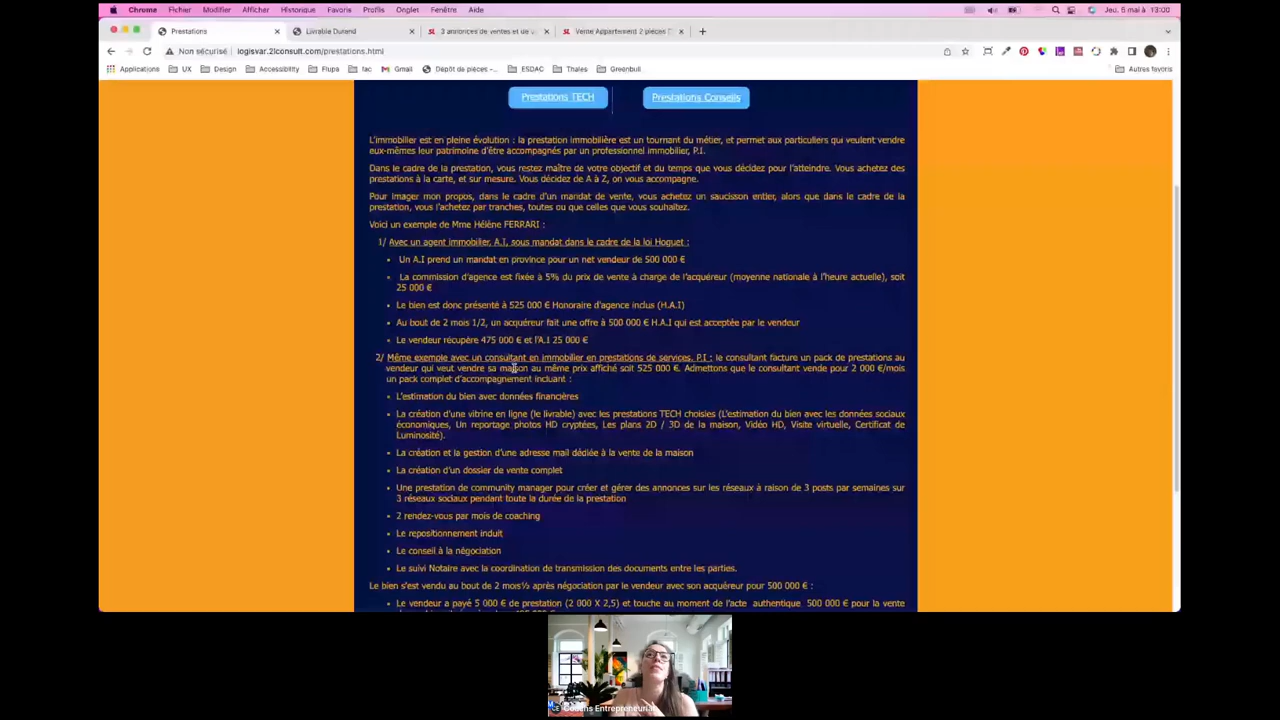 Chrome Fichier Modifier Afficher Historique Favoris Profils Onglet Fenêtre Aide Jeu. 5 mai à 13:00
Prestations Livrable Durand 3 annonces de ventes et de v Vente Appartement 2 pièces
Non sécurisé logisvar.2lconsult.com/prestations.html
Applications UX Design Accessibility Flupa fac Gmail Dépôt de pièces -... ESDAC Thales Greenbull Autres favoris
Prestations TECH Prestations Conseils
L'immobilier est en pleine évolution : la prestation immobilière est un tournant du métier, et permet aux particuliers qui veulent vendre
eux-mêmes leur patrimoine d'être accompagnés par un professionnel immobilier, P.I.
Dans le cadre de la prestation, vous restez maître de votre objectif et du temps que vous décidez pour l'atteindre. Vous achetez des
prestations à la carte, et sur mesure. Vous décidez de A à Z, on vous accompagne.
Pour imager mon propos, dans le cadre d'un mandat de vente, vous achetez un saucisson entier, alors que dans le cadre de la
prestation, vous l'achetez par tranches, toutes ou que celles que vous souhaitez.
Voici un exemple de Mme Hélène FERRARI :
1/ Avec un agent immobilier, A.I, sous mandat dans le cadre de la loi Hoguet :
• Un A.I prend un mandat en province pour un net vendeur de 500 000 €
• La commission d'agence est fixée à 5% du prix de vente à charge de l'acquéreur (moyenne nationale à l'heure actuelle), soit
25 000 €
• Le bien est donc présenté à 525 000 € Honoraire d'agence inclus (H.A.I)
• Au bout de 2 mois 1/2, un acquéreur fait une offre à 500 000 € H.A.I qui est acceptée par le vendeur
• Le vendeur récupère 475 000 € et l'A.I 25 000 €
2/ Même exemple avec un consultant en immobilier en prestations de services, P.I : le consultant facture un pack de prestations au
vendeur qui veut vendre sa maison au même prix affiché soit 525 000 €. Admettons que le consultant vende pour 2 000 €/mois
un pack complet d'accompagnement incluant :
• L'estimation du bien avec données financières
• La création d'une vitrine en ligne (le livrable) avec les prestations TECH choisies (L'estimation du bien avec les données sociaux
économiques, Un reportage photos HD cryptées, Les plans 2D / 3D de la maison, Vidéo HD, Visite virtuelle, Certificat de
Luminosité).
• La création et la gestion d'une adresse mail dédiée à la vente de la maison
• La création d'un dossier de vente complet
• Une prestation de community manager pour créer et gérer des annonces sur les réseaux à raison de 3 posts par semaines sur
3 réseaux sociaux pendant toute la durée de la prestation
• 2 rendez-vous par mois de coaching
• Le repositionnement induit
• Le conseil à la négociation
• Le suivi Notaire avec la coordination de transmission des documents entre les parties.
Le bien s'est vendu au bout de 2 mois½ après négociation par le vendeur avec son acquéreur pour 500 000 € :
• Le vendeur a payé 5 000 € de prestation (2 000 X 2,5) et touche au moment de l'acte authentique 500 000 € pour la vente